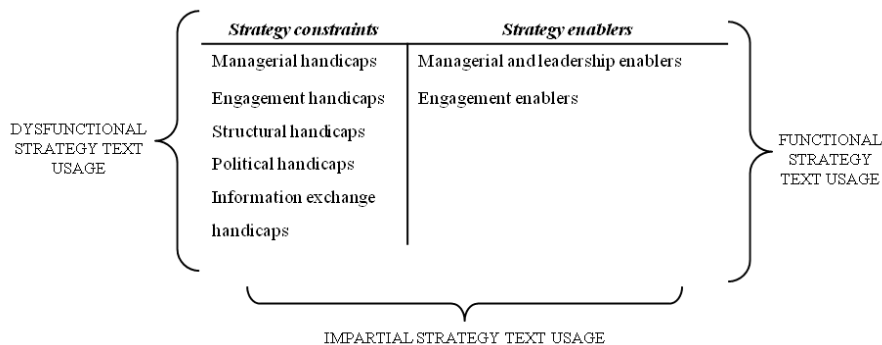 Strategy constraints
Strategy enablers
Managerial handicaps
Managerial and leadership enablers
Engagement handicaps
Engagement enablers
Structural handicaps
Political handicaps
Information exchange
handicaps
DYSFUNCTIONAL
STRATEGY TEXT
USAGE
FUNCTIONAL
STRATEGY
TEXT USAGE
IMPARTIAL STRATEGY TEXT USAGE